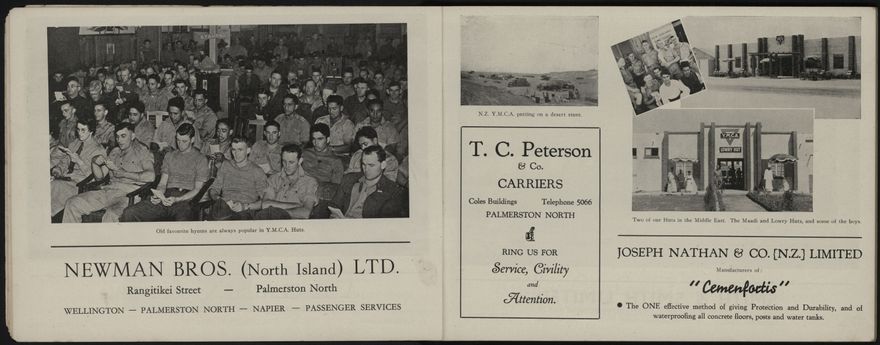 Old favourite hymns are always popular in Y.M.C.A. Huts.
NEWMAN BROS. (North Island) LTD.
Rangitikei Street — Palmerston North
WELLINGTON — PALMERSTON NORTH — NAPIER — PASSENGER SERVICES
N.Z. Y.M.C.A. putting on a desert stunt.
T. C. Peterson
& Co.
CARRIERS
Coles Buildings Telephone 5066
PALMERSTON NORTH
RING US FOR
Service, Civility
and
Attention.
YMCA
LOWRY HUT
Two of our Huts in the Middle East. The Maadi and Lowry Huts, and some of the boys.
JOSEPH NATHAN & CO. [N.Z.] LIMITED
Manufacturers of:
"Cemenfortis"
● The ONE effective method of giving Protection and Durability, and of
waterproofing all concrete floors, posts and water tanks.